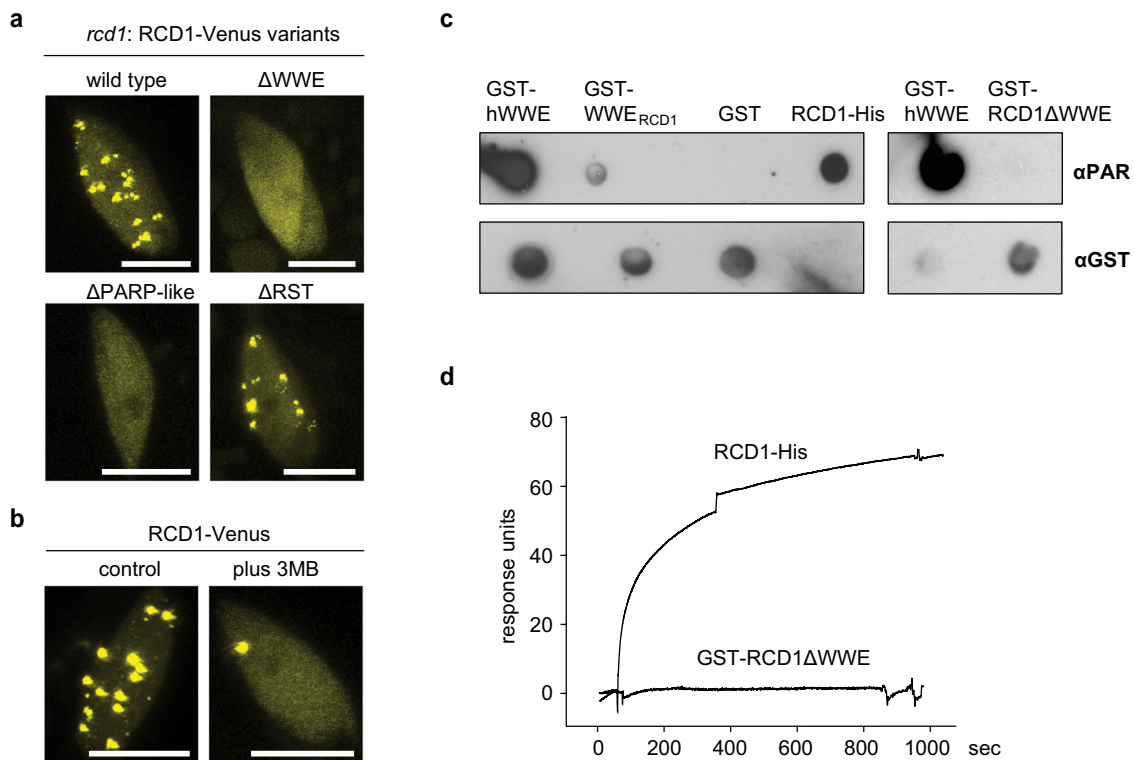 a
rcd1: RCD1-Venus variants
wild type ΔWWE
ΔPARP-like ΔRST
b
RCD1-Venus
control plus 3MB
c
GST-hWWE GST-WWERCD1 GST RCD1-His GST-hWWE GST-RCD1ΔWWE
αPAR
αGST
d
80
60
40
20
0
response units
RCD1-His
GST-RCD1ΔWWE
0 200 400 600 800 1000 sec